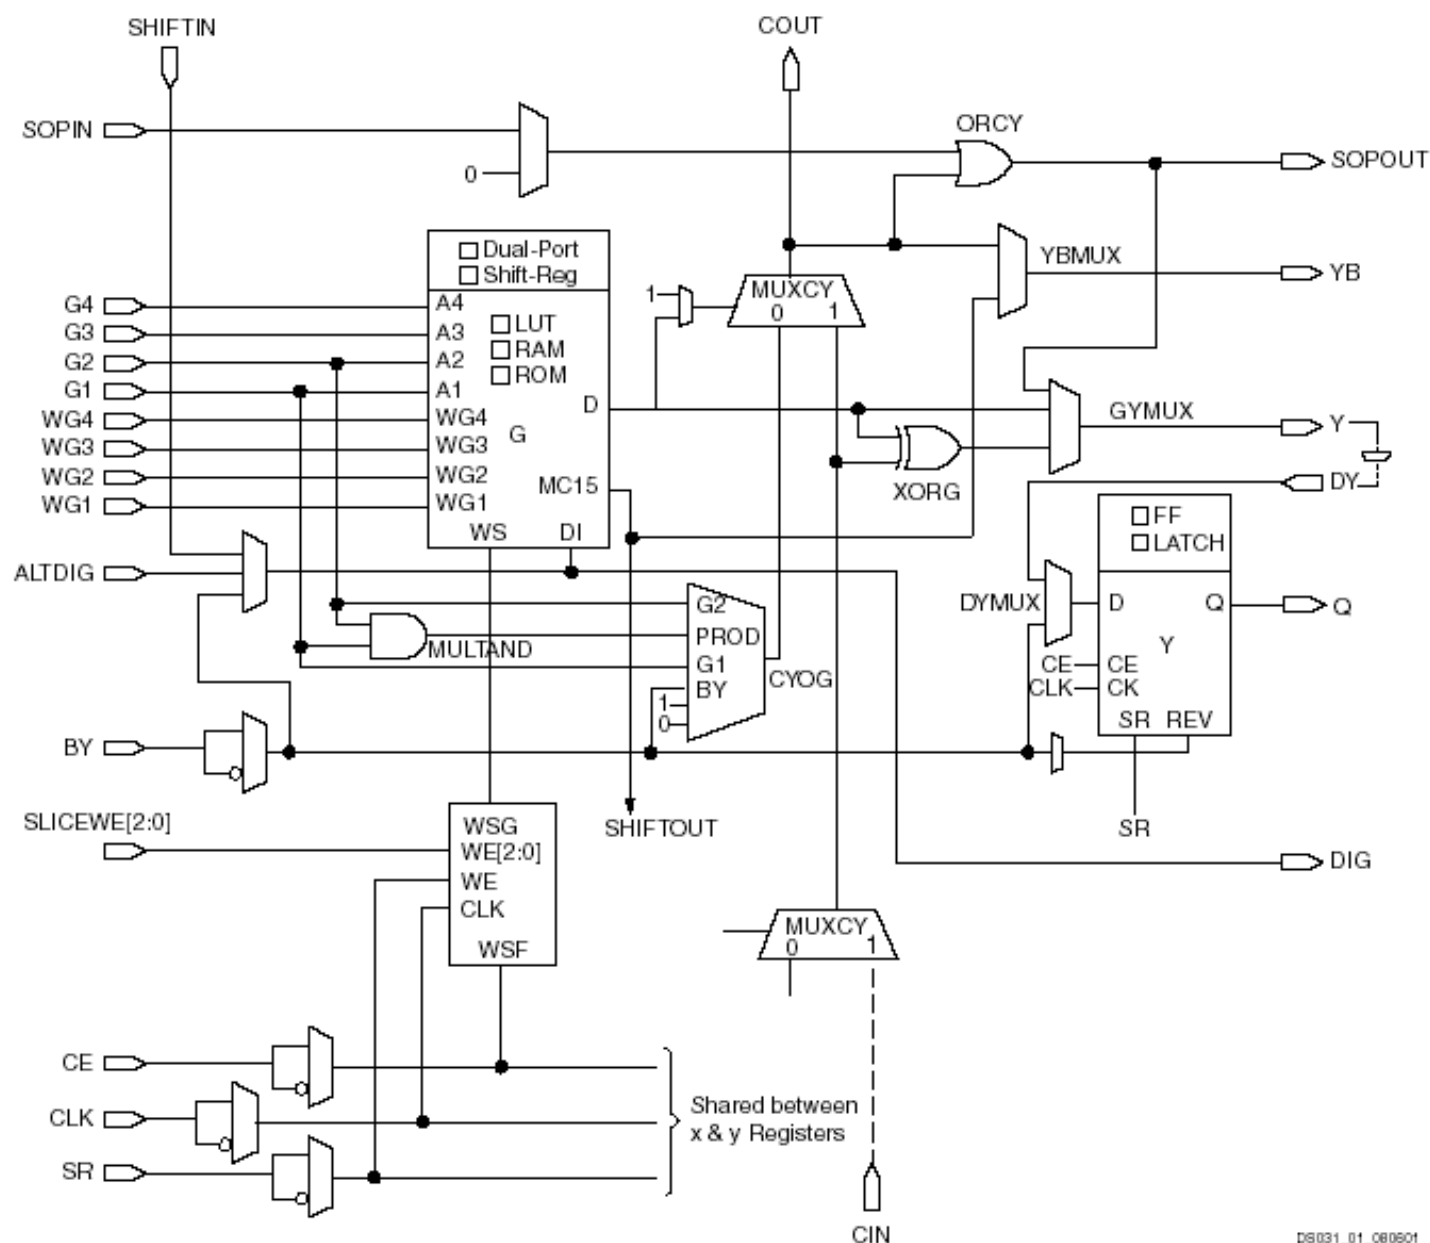 SHIFTIN
COUT
SOPIN
0
ORCY
SOPOUT
Dual-Port
Shift-Reg
YBMUX
YB
1
MUXCY
0 1
G4
G3
G2
G1
WG4
WG3
WG2
WG1
A4
A3
A2
A1
WG4
WG3
WG2
WG1
LUT
RAM
ROM
D
G
MC15
WS
DI
GYMUX
Y
XORG
DY
FF
LATCH
ALTDIG
DYMUX
D
Q
Q
Y
CE
CE
CLK
CK
SR
REV
MULTAND
G2
PROD
G1
BY
1
0
CYOG
BY
SLICEWE[2:0]
WSG
WE[2:0]
WE
CLK
WSF
SHIFTOUT
SR
DIG
MUXCY
0 1
CE
CLK
SR
Shared between
x & y Registers
CIN
DS031_01_080601